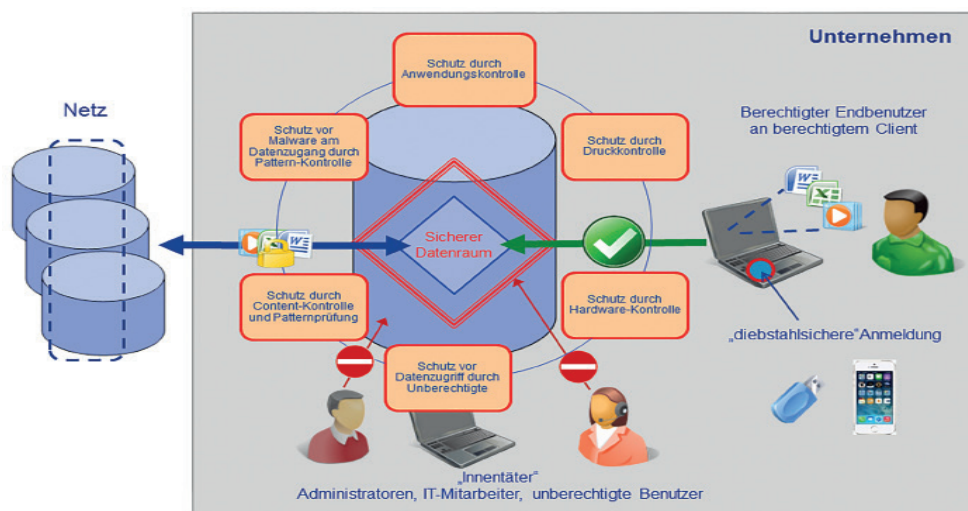 Unternehmen
Netz
Schutz durch
Anwendungskontrolle
Schutz vor
Malware am
Datenzugang durch
Pattern-Kontrolle
Schutz durch
Druckkontrolle
Berechtigter Endbenutzer
an berechtigtem Client
Sicherer
Datenraum
Schutz durch
Content-Kontrolle
und Patternprüfung
Schutz durch
Hardware-Kontrolle
„diebstahlsichere“Anmeldung
Schutz vor
Datenzugriff durch
Unberechtigte
„Innentäter“
Administratoren, IT-Mitarbeiter, unberechtigte Benutzer